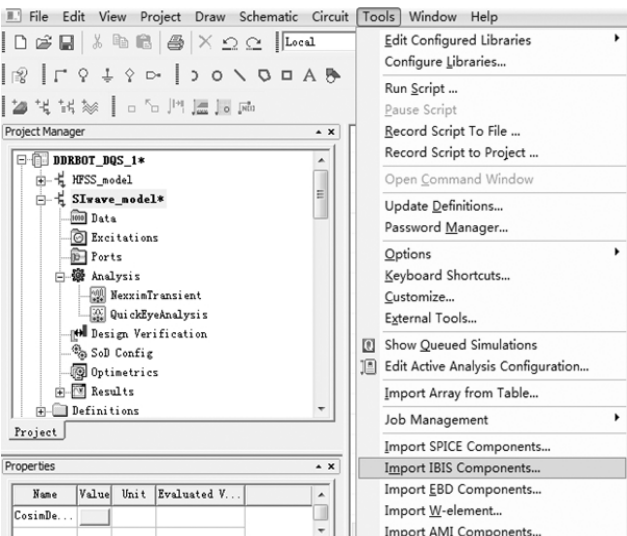 File Edit View Project Draw Schematic Circuit Tools Window Help
Local
Project Manager
DDRBOT_DQS_1*
HFSS_model
SIwave_model*
Data
Excitations
Ports
Analysis
NexximTransient
QuickEyeAnalysis
Design Verification
SoD Config
Optimetrics
Results
Definitions
Project
Properties
Name Value Unit Evaluated V...
CosimDe...
Edit Configured Libraries
Configure Libraries...
Run Script ...
Pause Script
Record Script To File ...
Record Script to Project ...
Open Command Window
Update Definitions...
Password Manager...
Options
Keyboard Shortcuts...
Customize...
External Tools...
Show Queued Simulations
Edit Active Analysis Configuration...
Import Array from Table...
Job Management
Import SPICE Components...
Import IBIS Components...
Import EBD Components...
Import W-element...
Import AMI Components...